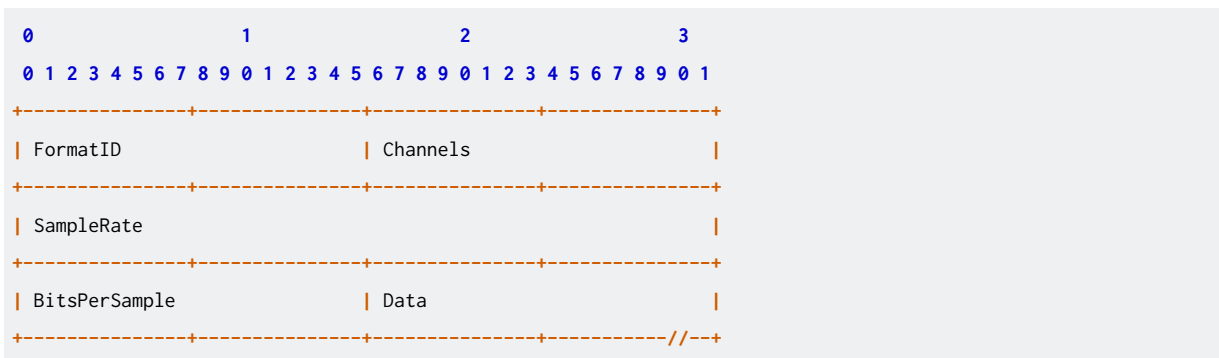 0                   1                   2                   3
0 1 2 3 4 5 6 7 8 9 0 1 2 3 4 5 6 7 8 9 0 1 2 3 4 5 6 7 8 9 0 1
+---------------+---------------+---------------+---------------+
| FormatID                      | Channels                      |
+---------------+---------------+---------------+---------------+
| SampleRate                                                    |
+---------------+---------------+---------------+---------------+
| BitsPerSample                 | Data                          |
+---------------+---------------+---------------+-----------//--+